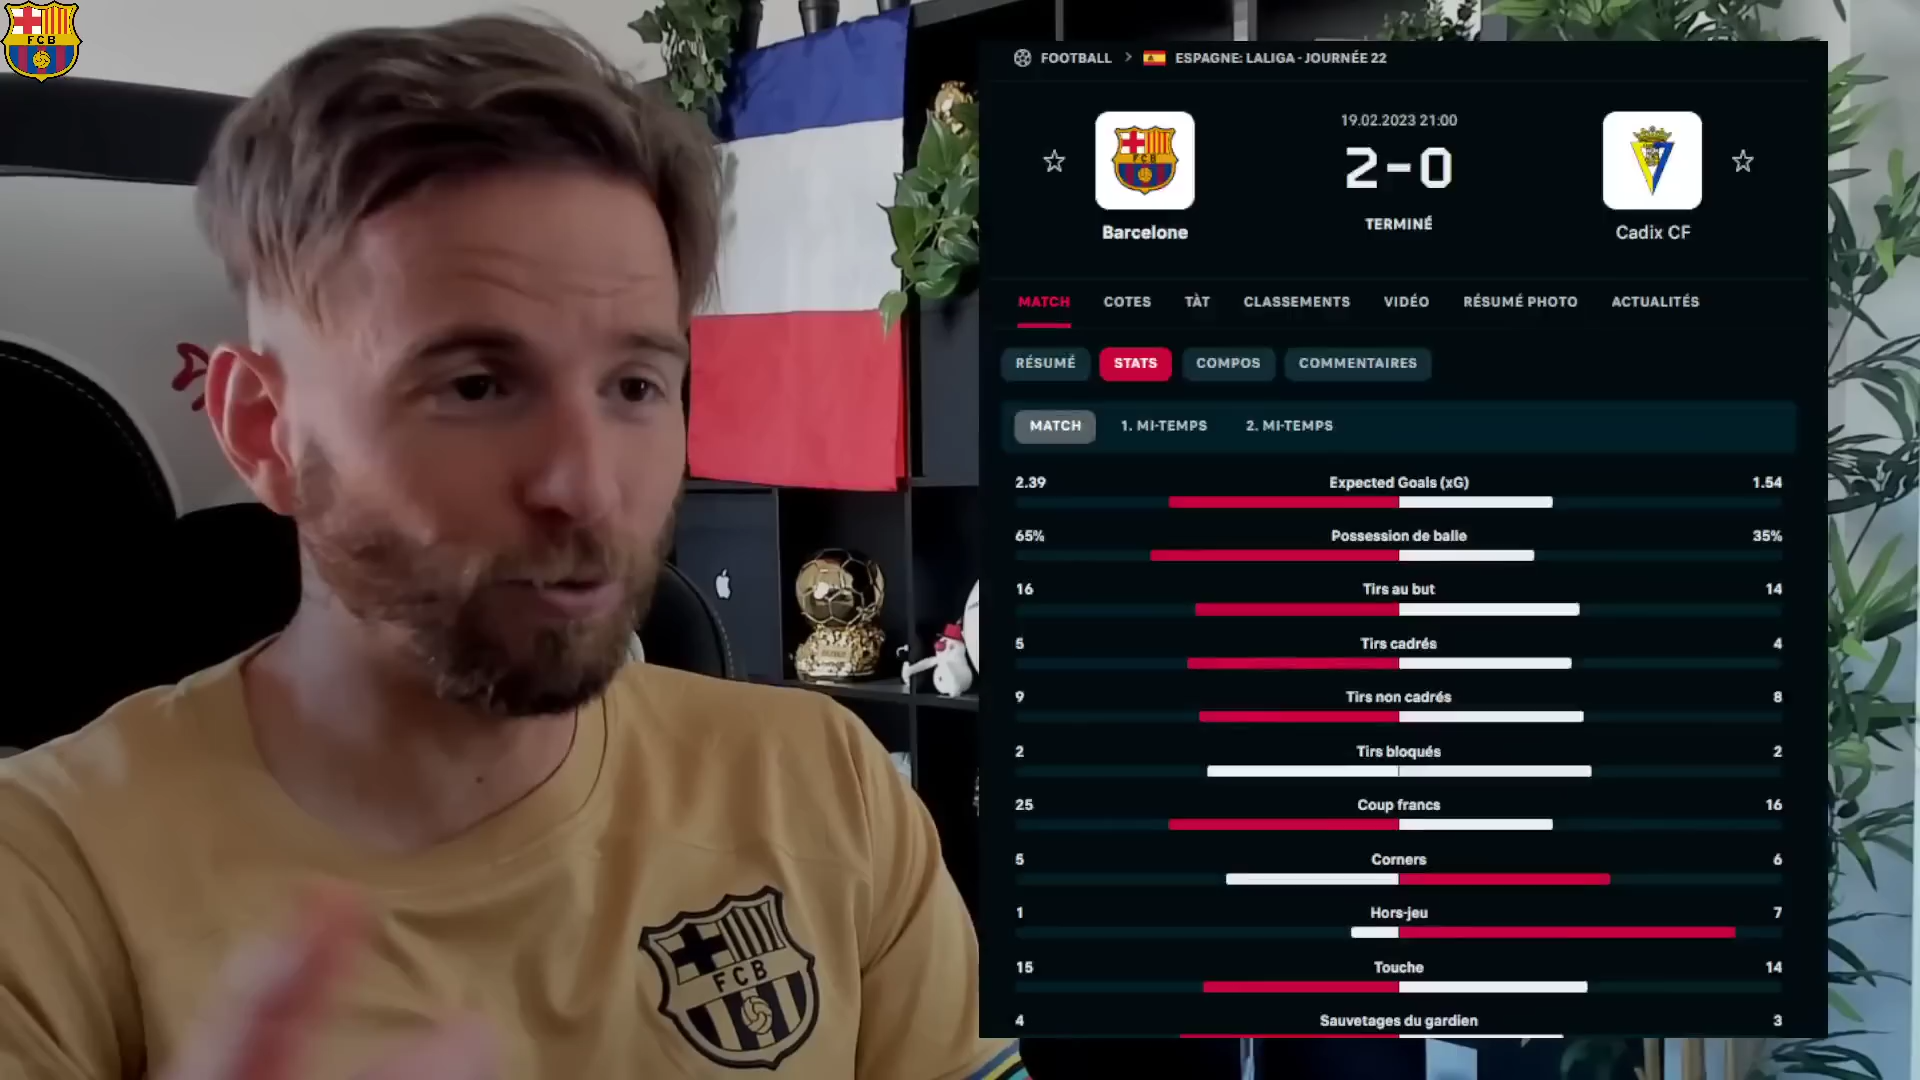 FCB
FOOTBALL > ESPAGNE: LALIGA - JOURNÉE 22
19.02.2023 21:00
FCB
2-0
TERMINÉ
Barcelone
Cadix CF
MATCH COTES TÀT CLASSEMENTS VIDÉO RÉSUMÉ PHOTO ACTUALITÉS
RÉSUMÉ STATS COMPOS COMMENTAIRES
MATCH 1. MI-TEMPS 2. MI-TEMPS
2.39 Expected Goals (xG) 1.54
65% Possession de balle 35%
16 Tirs au but 14
5 Tirs cadrés 4
9 Tirs non cadrés 8
2 Tirs bloqués 2
25 Coup francs 16
5 Corners 6
1 Hors-jeu 7
15 Touche 14
4 Sauvetages du gardien 3
FCB